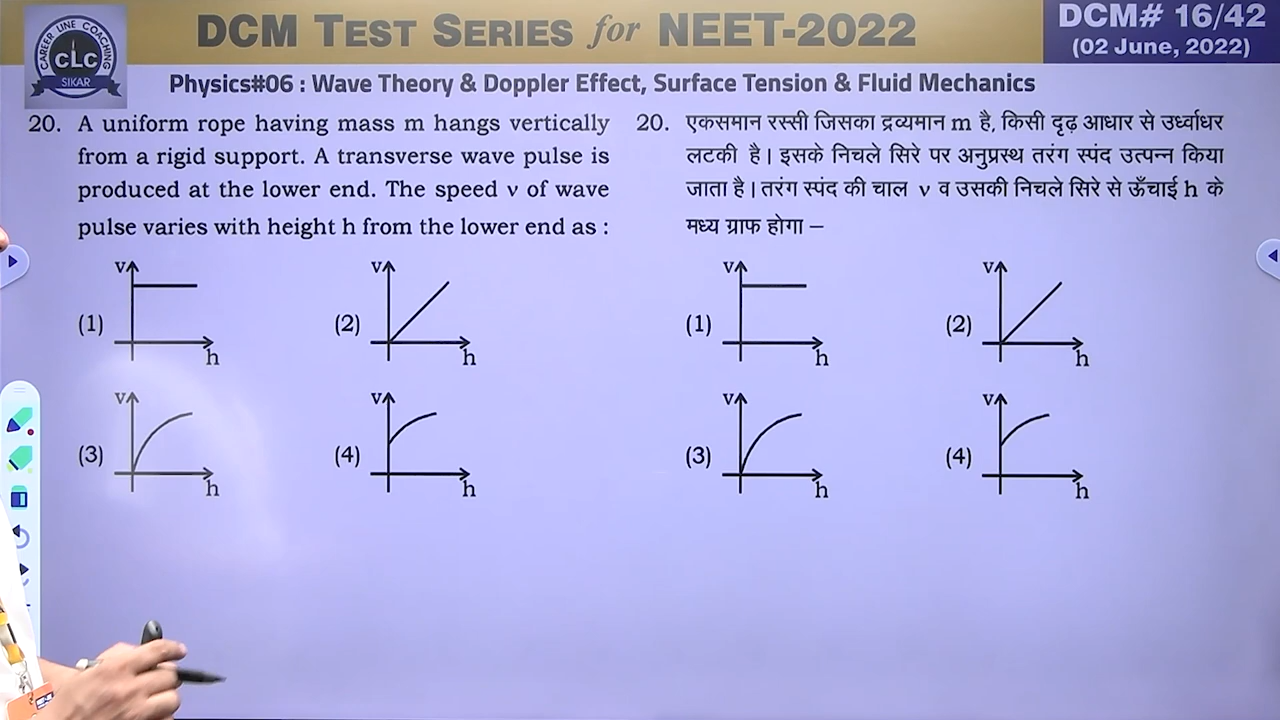 CAREER LINE COACHING
CLC
SIKAR
DCM TEST SERIES for NEET-2022
DCM# 16/42
(02 June, 2022)
Physics#06 : Wave Theory & Doppler Effect, Surface Tension & Fluid Mechanics
20. A uniform rope having mass m hangs vertically
from a rigid support. A transverse wave pulse is
produced at the lower end. The speed v of wave
pulse varies with height h from the lower end as :
(1) v h
(2) v h
(3) v h
(4) v h
20. एकसमान रस्सी जिसका द्रव्यमान m है, किसी दृढ़ आधार से उर्ध्वाधर
लटकी है। इसके निचले सिरे पर अनुप्रस्थ तरंग स्पंद उत्पन्न किया
जाता है। तरंग स्पंद की चाल v व उसकी निचले सिरे से ऊँचाई h के
मध्य ग्राफ होगा –
(1) v h
(2) v h
(3) v h
(4) v h